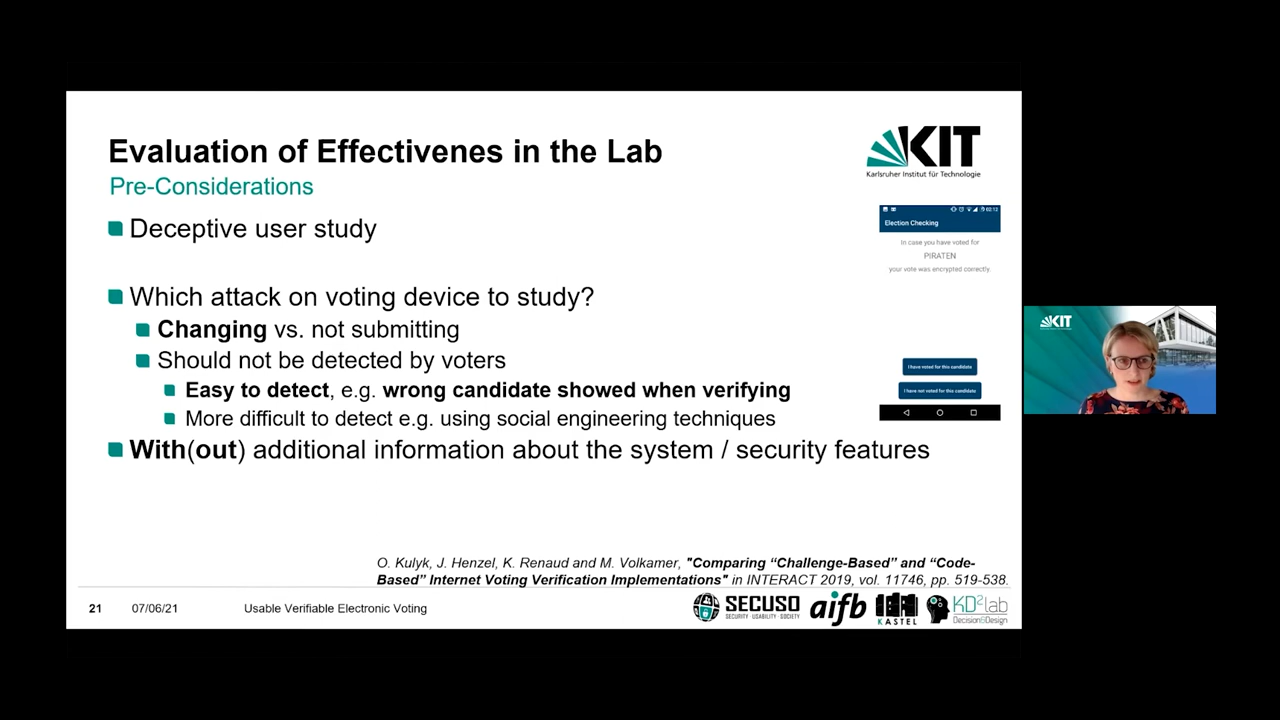 Evaluation of Effectivenes in the Lab
Pre-Considerations
KIT
Karlsruher Institut für Technologie
Deceptive user study
Which attack on voting device to study?
Changing vs. not submitting
Should not be detected by voters
Easy to detect, e.g. wrong candidate showed when verifying
More difficult to detect e.g. using social engineering techniques
With(out) additional information about the system / security features
02:12
Election Checking
In case you have voted for
PIRATEN
your vote was encrypted correctly.
I have voted for this candidate
I have not voted for this candidate
KIT
O. Kulyk, J. Henzel, K. Renaud and M. Volkamer, "Comparing “Challenge-Based” and “Code-
Based” Internet Voting Verification Implementations" in INTERACT 2019, vol. 11746, pp. 519-538.
21 07/06/21 Usable Verifiable Electronic Voting
SECUSO
SECURITY · USABILITY · SOCIETY
aifb
KASTEL
KD²lab
Decision&Design